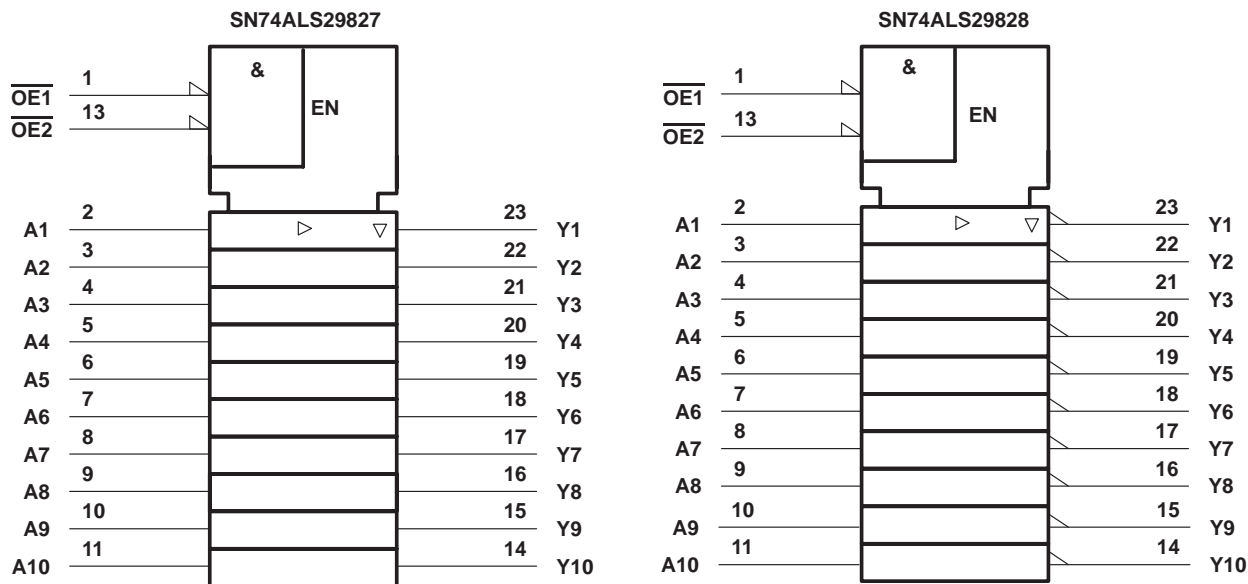 SN74ALS29827
&
EN
OE1 1
OE2 13
A1 2 23 Y1
A2 3 22 Y2
A3 4 21 Y3
A4 5 20 Y4
A5 6 19 Y5
A6 7 18 Y6
A7 8 17 Y7
A8 9 16 Y8
A9 10 15 Y9
A10 11 14 Y10
SN74ALS29828
&
EN
OE1 1
OE2 13
A1 2 23 Y1
A2 3 22 Y2
A3 4 21 Y3
A4 5 20 Y4
A5 6 19 Y5
A6 7 18 Y6
A7 8 17 Y7
A8 9 16 Y8
A9 10 15 Y9
A10 11 14 Y10